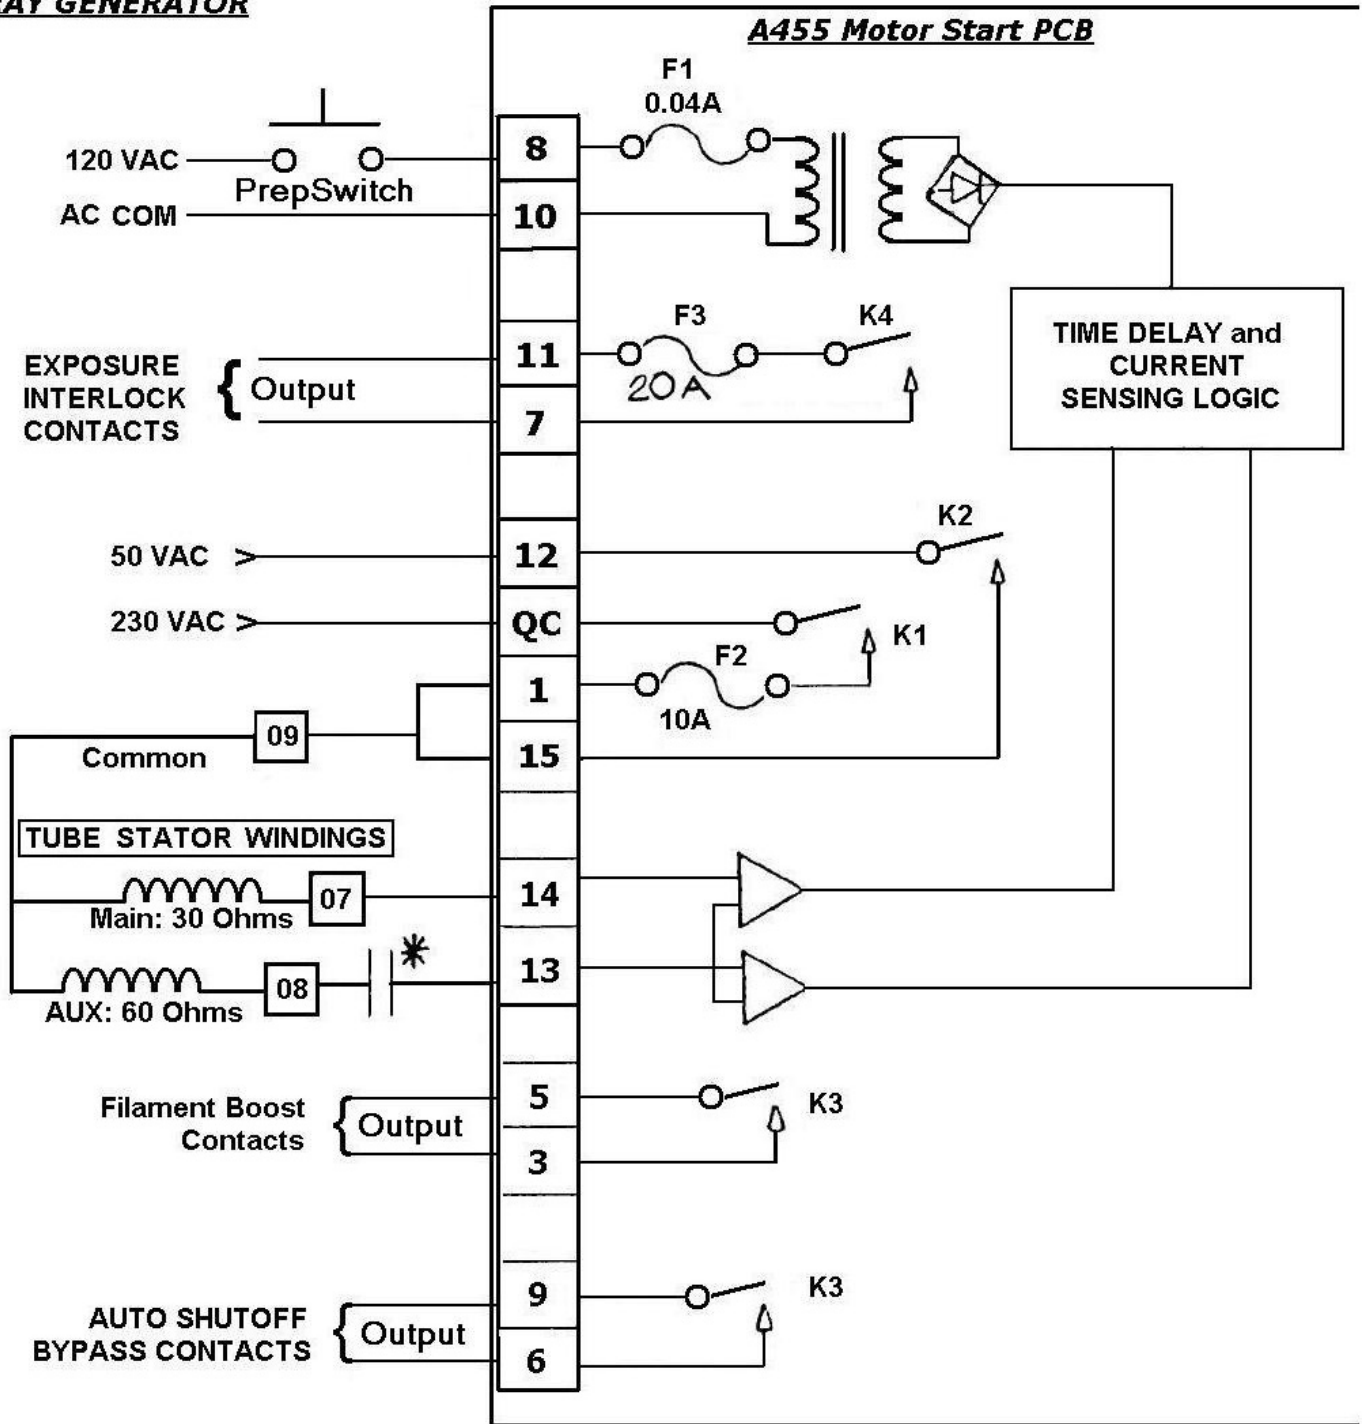 GENERATOR
A455 Motor Start PCB
F1
0.04A
120 VAC
PrepSwitch
AC COM
8
10
F3
K4
20A
EXPOSURE
INTERLOCK
CONTACTS
{ Output
11
7
TIME DELAY and
CURRENT
SENSING LOGIC
K2
50 VAC >
12
230 VAC >
QC
K1
F2
1
10A
09
Common
15
TUBE STATOR WINDINGS
07
14
Main: 30 Ohms
*
08
13
AUX: 60 Ohms
Filament Boost
Contacts
{ Output
5
3
K3
AUTO SHUTOFF
BYPASS CONTACTS
{ Output
9
6
K3